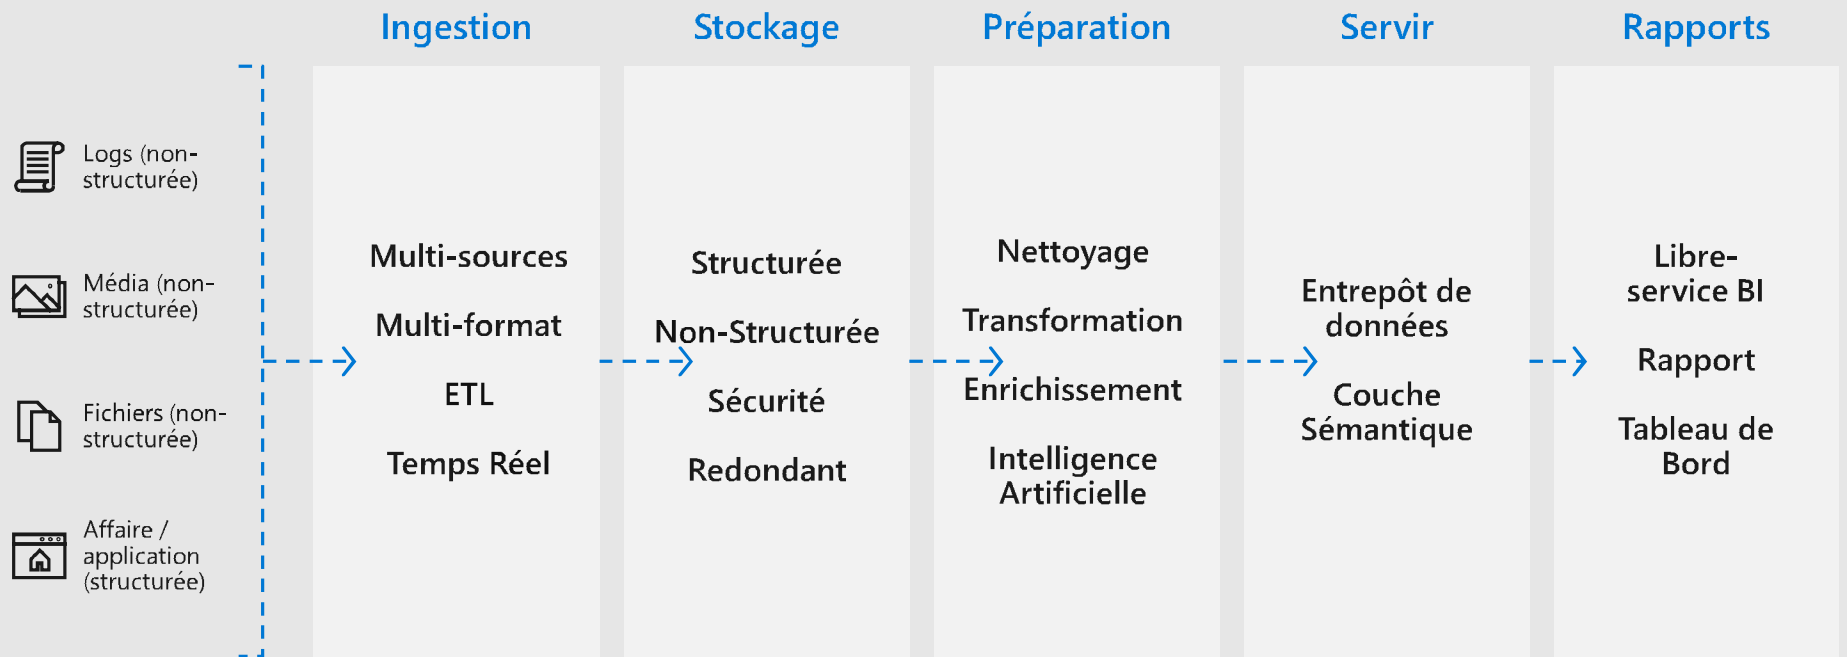 Ingestion
Stockage
Préparation
Servir
Rapports
Logs (non-
structurée)
Média (non-
structurée)
Fichiers (non-
structurée)
Affaire /
application
(structurée)
Multi-sources
Multi-format
ETL
Temps Réel
Structurée
Non-Structurée
Sécurité
Redondant
Nettoyage
Transformation
Enrichissement
Intelligence
Artificielle
Entrepôt de
données
Couche
Sémantique
Libre-
service BI
Rapport
Tableau de
Bord